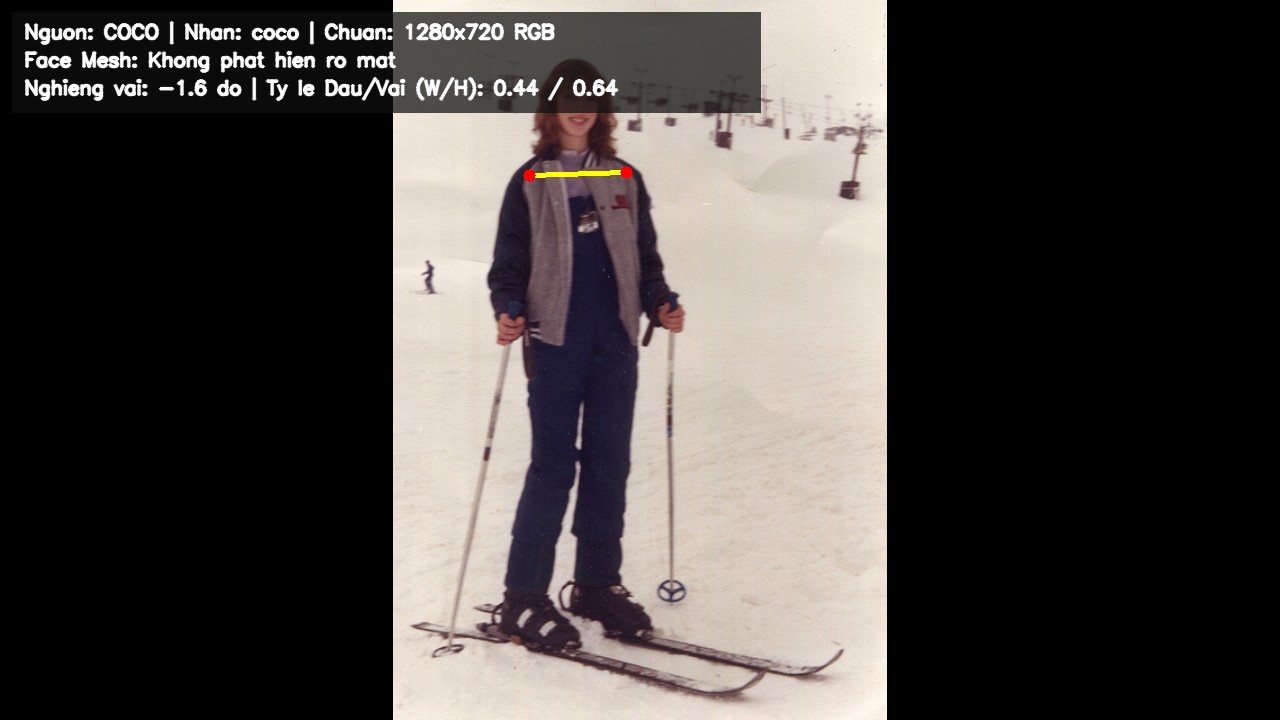 Nguon: COCO | Nhan: coco | Chuan: 1280x720 RGB
Face Mesh: Khong phat hien ro mat
Nghieng vai: -1.6 do | Ty le Dau/Vai (W/H): 0.44 / 0.64